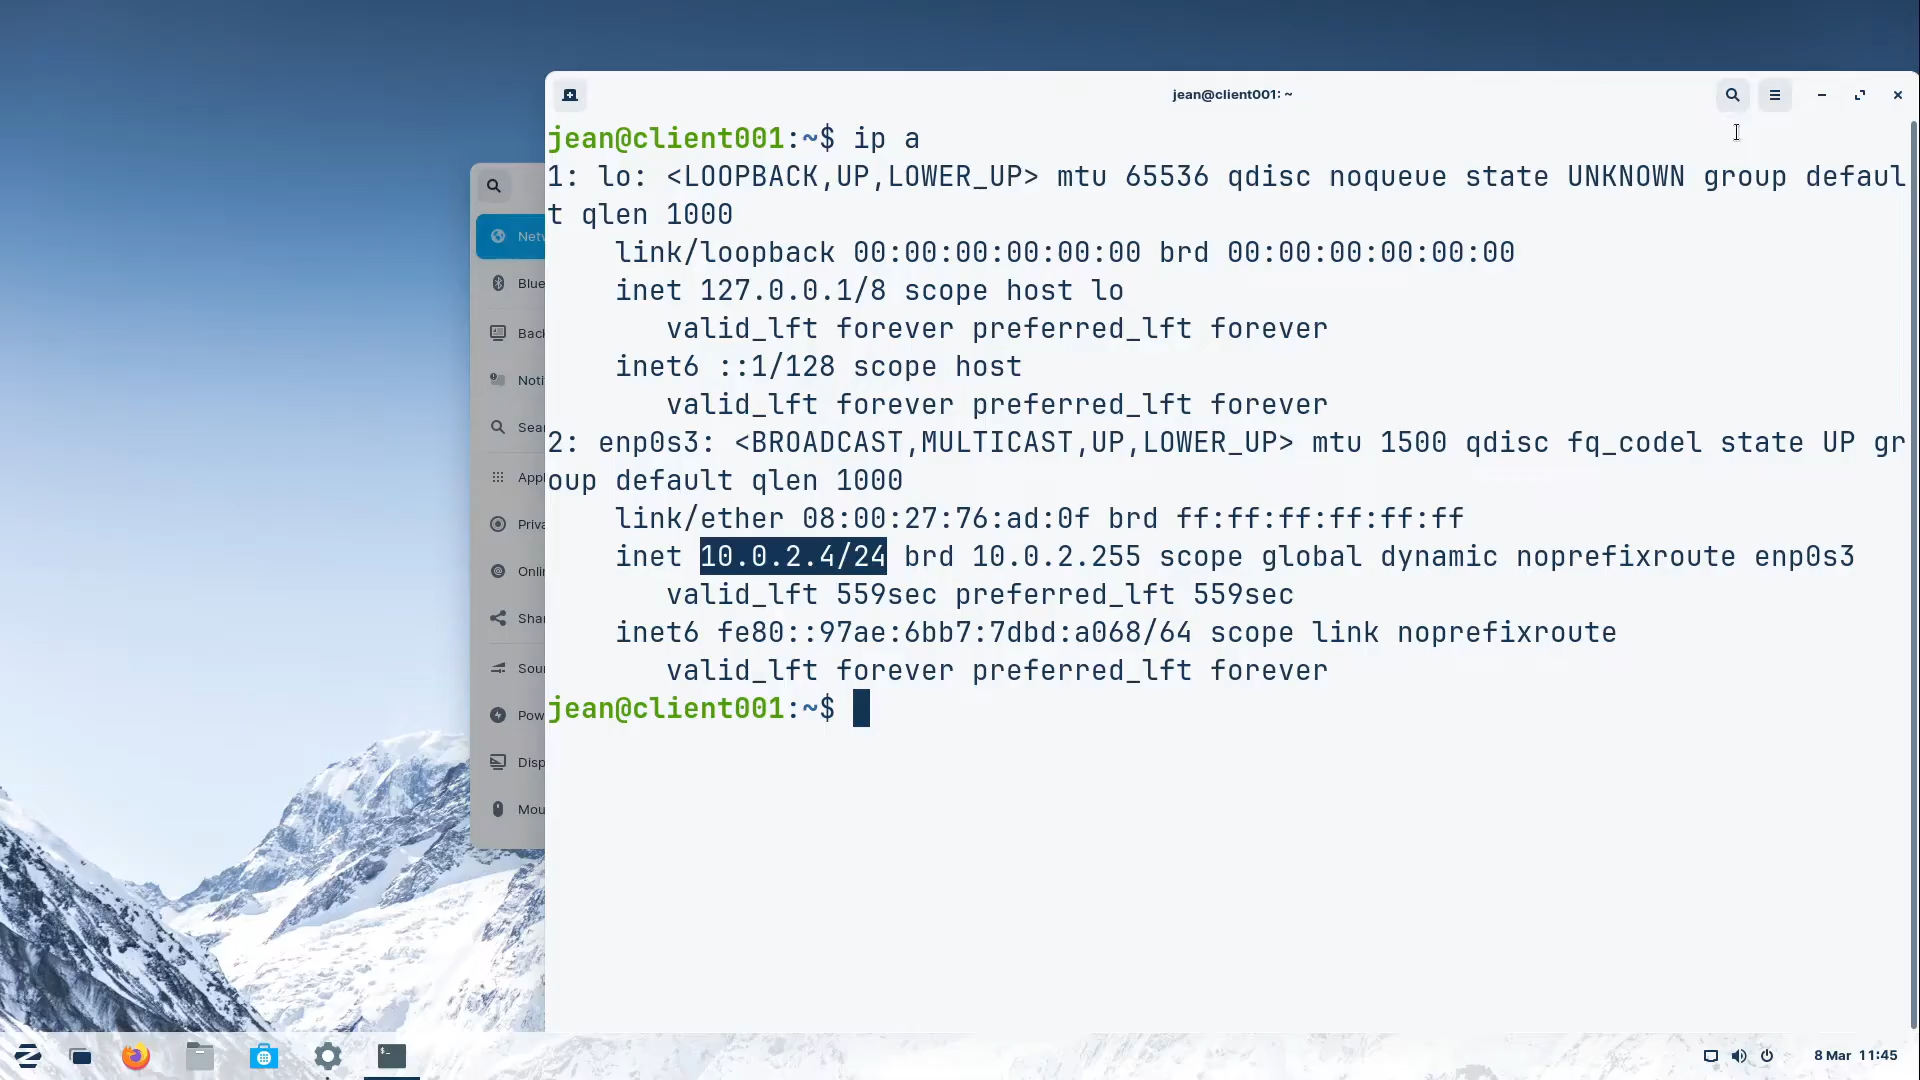 jean@client001: ~
jean@client001:~$ ip a
1: lo: <LOOPBACK,UP,LOWER_UP> mtu 65536 qdisc noqueue state UNKNOWN group defaul
t qlen 1000
    link/loopback 00:00:00:00:00:00 brd 00:00:00:00:00:00
    inet 127.0.0.1/8 scope host lo
       valid_lft forever preferred_lft forever
    inet6 ::1/128 scope host
       valid_lft forever preferred_lft forever
2: enp0s3: <BROADCAST,MULTICAST,UP,LOWER_UP> mtu 1500 qdisc fq_codel state UP gr
oup default qlen 1000
    link/ether 08:00:27:76:ad:0f brd ff:ff:ff:ff:ff:ff
    inet 10.0.2.4/24 brd 10.0.2.255 scope global dynamic noprefixroute enp0s3
       valid_lft 559sec preferred_lft 559sec
    inet6 fe80::97ae:6bb7:7dbd:a068/64 scope link noprefixroute
       valid_lft forever preferred_lft forever
jean@client001:~$
Netw
Blue
Back
Noti
Sear
Appl
Priva
Onlin
Shar
Soun
Pow
Disp
Mou
8 Mar 11:45